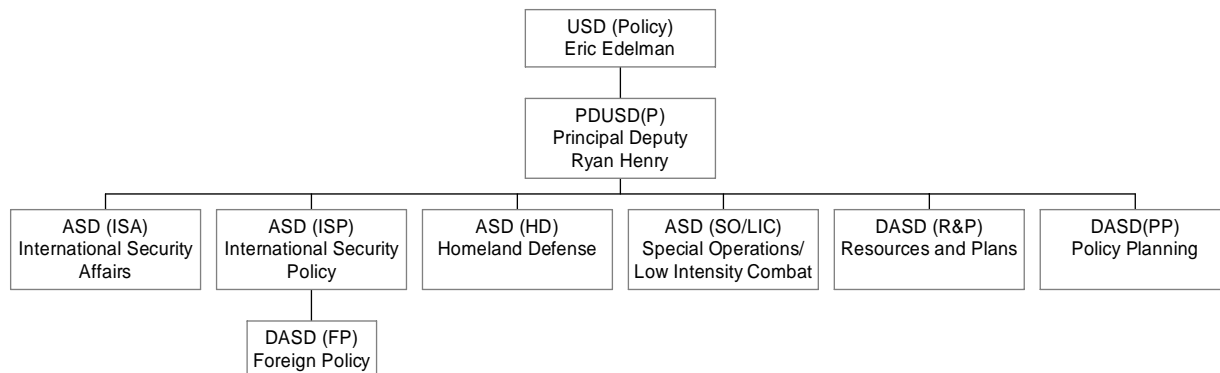 USD (Policy)
Eric Edelman
PDUSD(P)
Principal Deputy
Ryan Henry
ASD (ISA)
International Security
Affairs
ASD (ISP)
International Security
Policy
ASD (HD)
Homeland Defense
ASD (SO/LIC)
Special Operations/
Low Intensity Combat
DASD (R&P)
Resources and Plans
DASD(PP)
Policy Planning
DASD (FP)
Foreign Policy